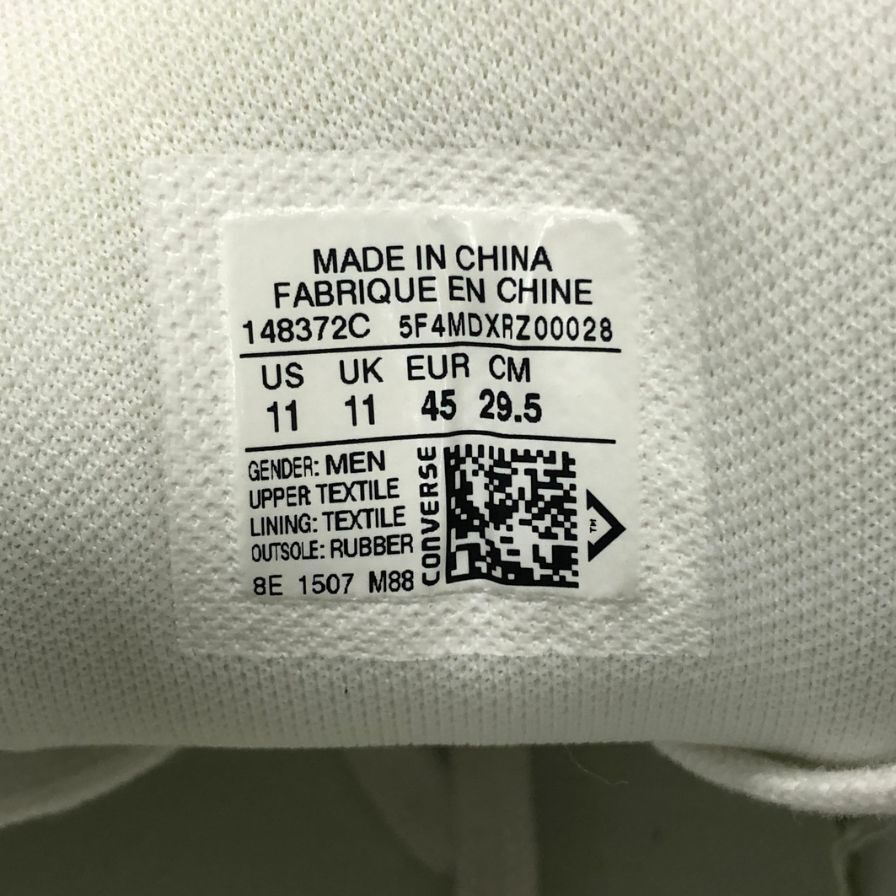 MADE IN CHINA
FABRIQUE EN CHINE
148372C 5F4MDXRZ00028
US UK EUR CM
11 11 45 29.5
GENDER: MEN
UPPER TEXTILE
LINING: TEXTILE
OUTSOLE: RUBBER
8E 1507 M88
CONVERSE
TM